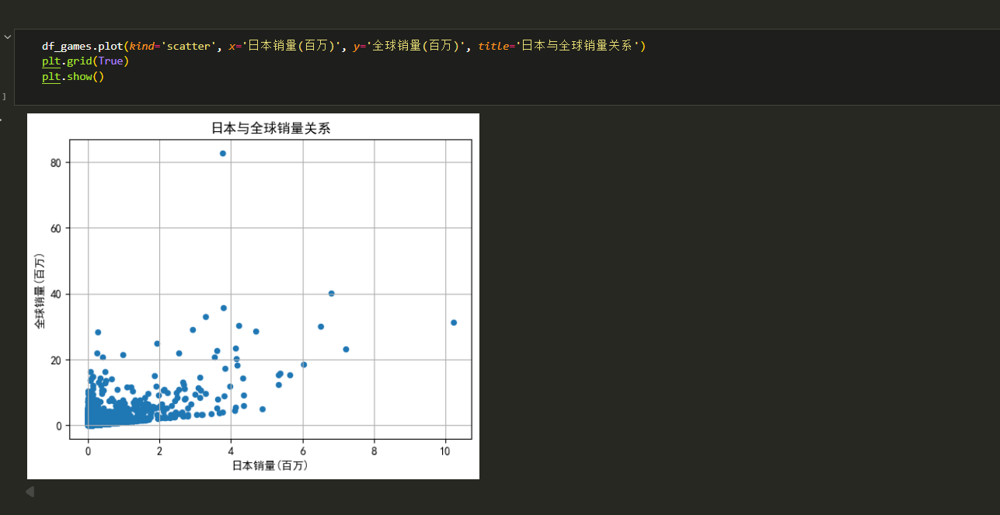 df_games.plot(kind='scatter', x='日本销量(百万)', y='全球销量(百万)', title='日本与全球销量关系')
plt.grid(True)
plt.show()
]
日本与全球销量关系
80
60
40
20
0
全球销量(百万)
0 2 4 6 8 10
日本销量(百万)